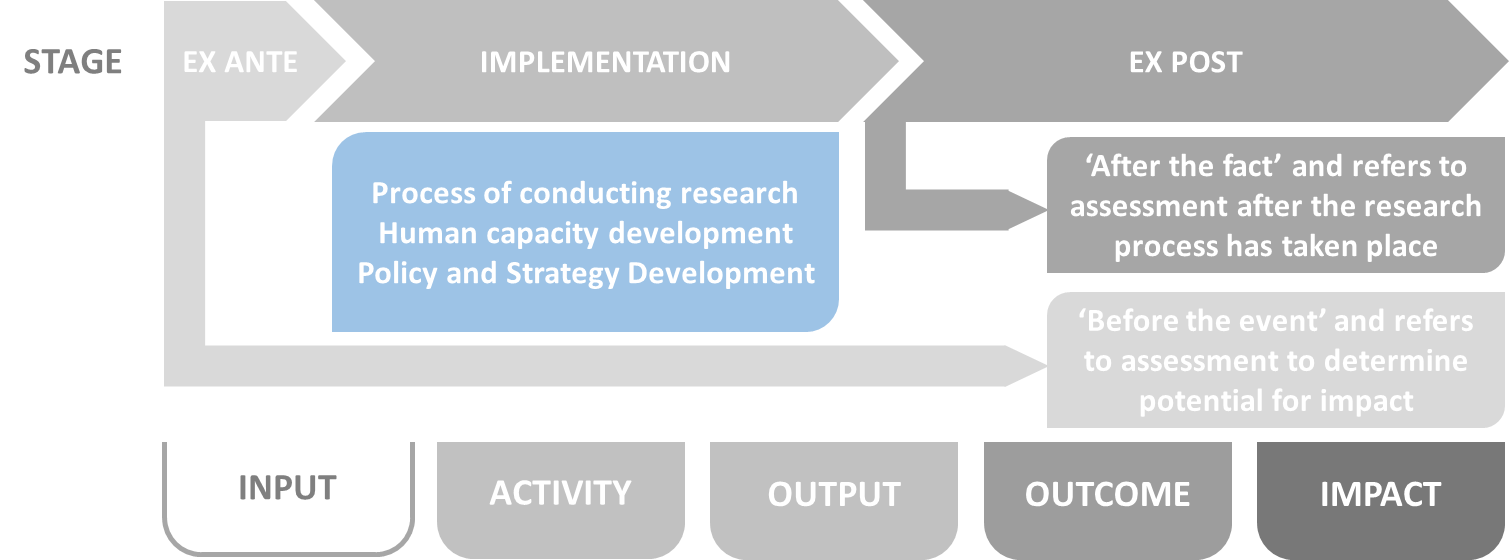 STAGE
EX ANTE
IMPLEMENTATION
EX POST
Process of conducting research
Human capacity development
Policy and Strategy Development
‘After the fact’ and refers to
assessment after the research
process has taken place
‘Before the event’ and refers
to assessment to determine
potential for impact
INPUT
ACTIVITY
OUTPUT
OUTCOME
IMPACT